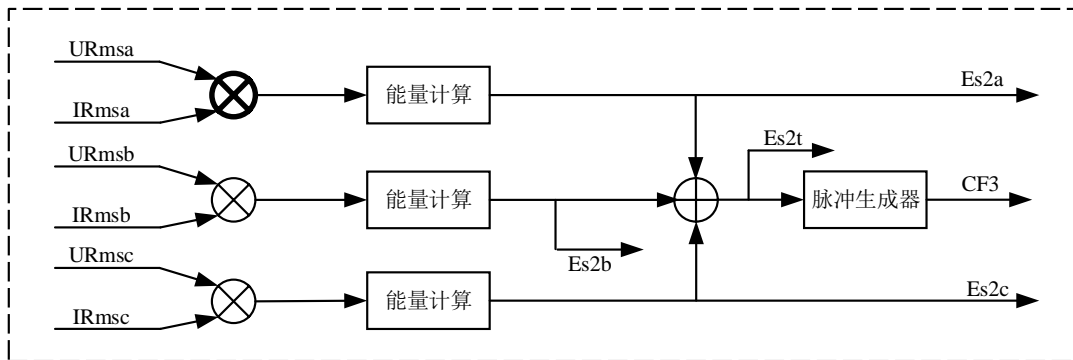 URmsa
IRmsa
能量计算
Es2a
URmsb
IRmsb
能量计算
Es2b
Es2t
脉冲生成器
CF3
URmsc
IRmsc
能量计算
Es2c